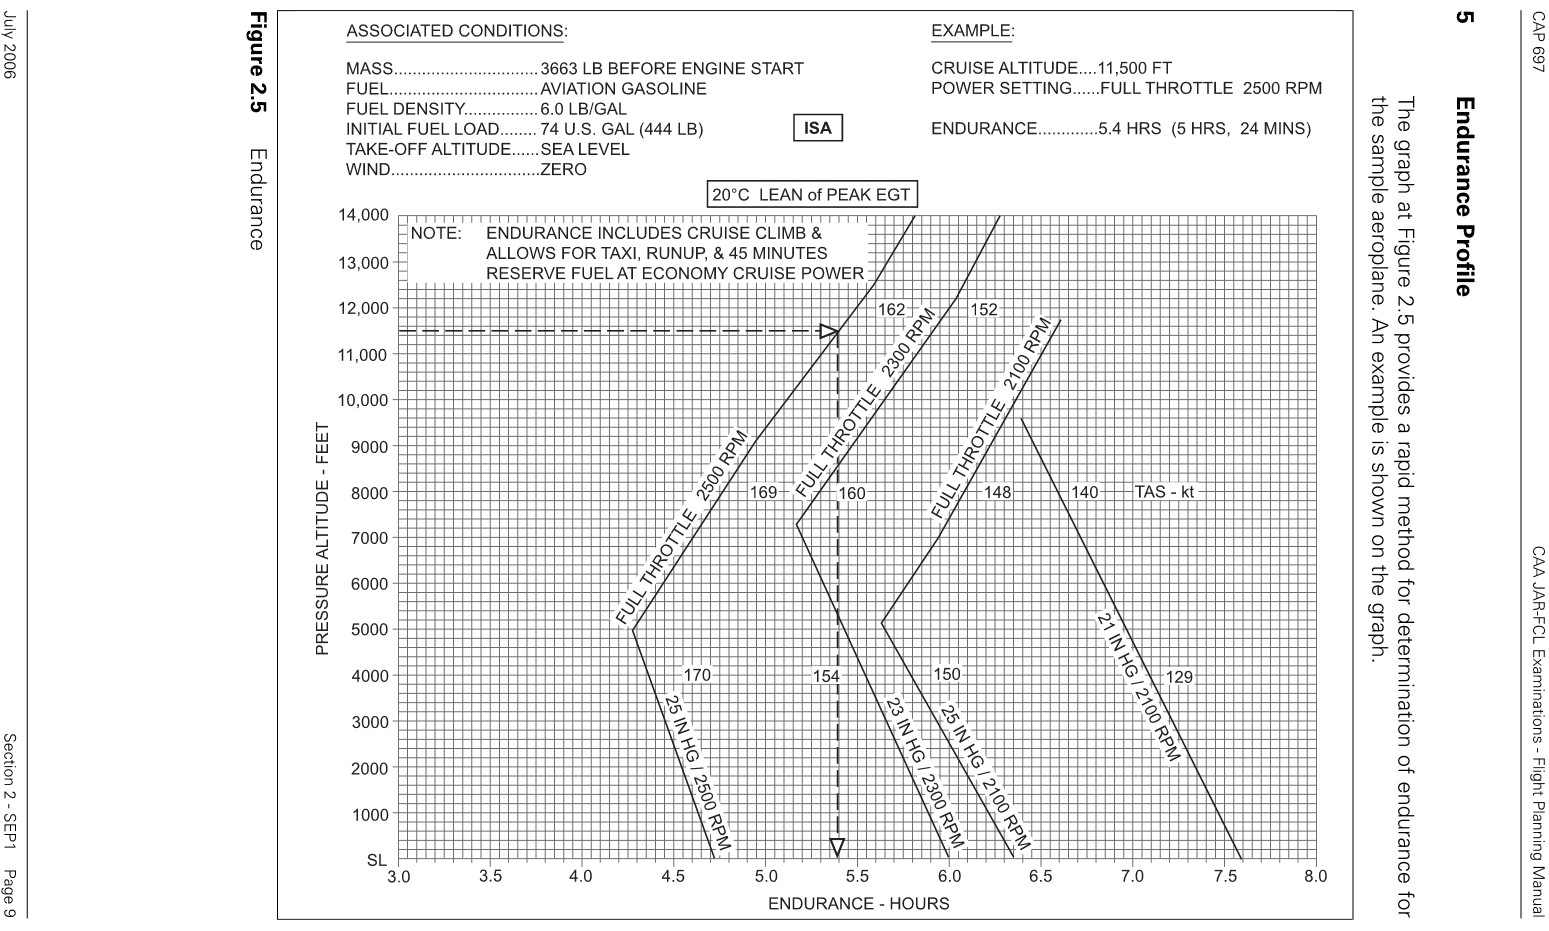 CAP 697
CAA JAR-FCL Examinations - Flight Planning Manual
5 Endurance Profile
The graph at Figure 2.5 provides a rapid method for determination of endurance for
the sample aeroplane. An example is shown on the graph.
ASSOCIATED CONDITIONS:
MASS..............................3663 LB BEFORE ENGINE START
FUEL...............................AVIATION GASOLINE
FUEL DENSITY...............6.0 LB/GAL
INITIAL FUEL LOAD........74 U.S. GAL (444 LB)
TAKE-OFF ALTITUDE......SEA LEVEL
WIND................................ZERO
ISA
EXAMPLE:
CRUISE ALTITUDE....11,500 FT
POWER SETTING......FULL THROTTLE 2500 RPM
ENDURANCE.............5.4 HRS (5 HRS, 24 MINS)
20°C LEAN of PEAK EGT
NOTE: ENDURANCE INCLUDES CRUISE CLIMB &
ALLOWS FOR TAXI, RUNUP, & 45 MINUTES
RESERVE FUEL AT ECONOMY CRUISE POWER
PRESSURE ALTITUDE - FEET
14,000
13,000
12,000
11,000
10,000
9000
8000
7000
6000
5000
4000
3000
2000
1000
SL
162
152
FULL THROTTLE 2500 RPM
FULL THROTTLE 2300 RPM
FULL THROTTLE 2100 RPM
169
160
148
140
TAS - kt
170
154
150
129
25 IN HG / 2500 RPM
23 IN HG / 2300 RPM
25 IN HG / 2100 RPM
21 IN HG / 2100 RPM
3.0 3.5 4.0 4.5 5.0 5.5 6.0 6.5 7.0 7.5 8.0
ENDURANCE - HOURS
Figure 2.5 Endurance
July 2006
Section 2 - SEP1 Page 9